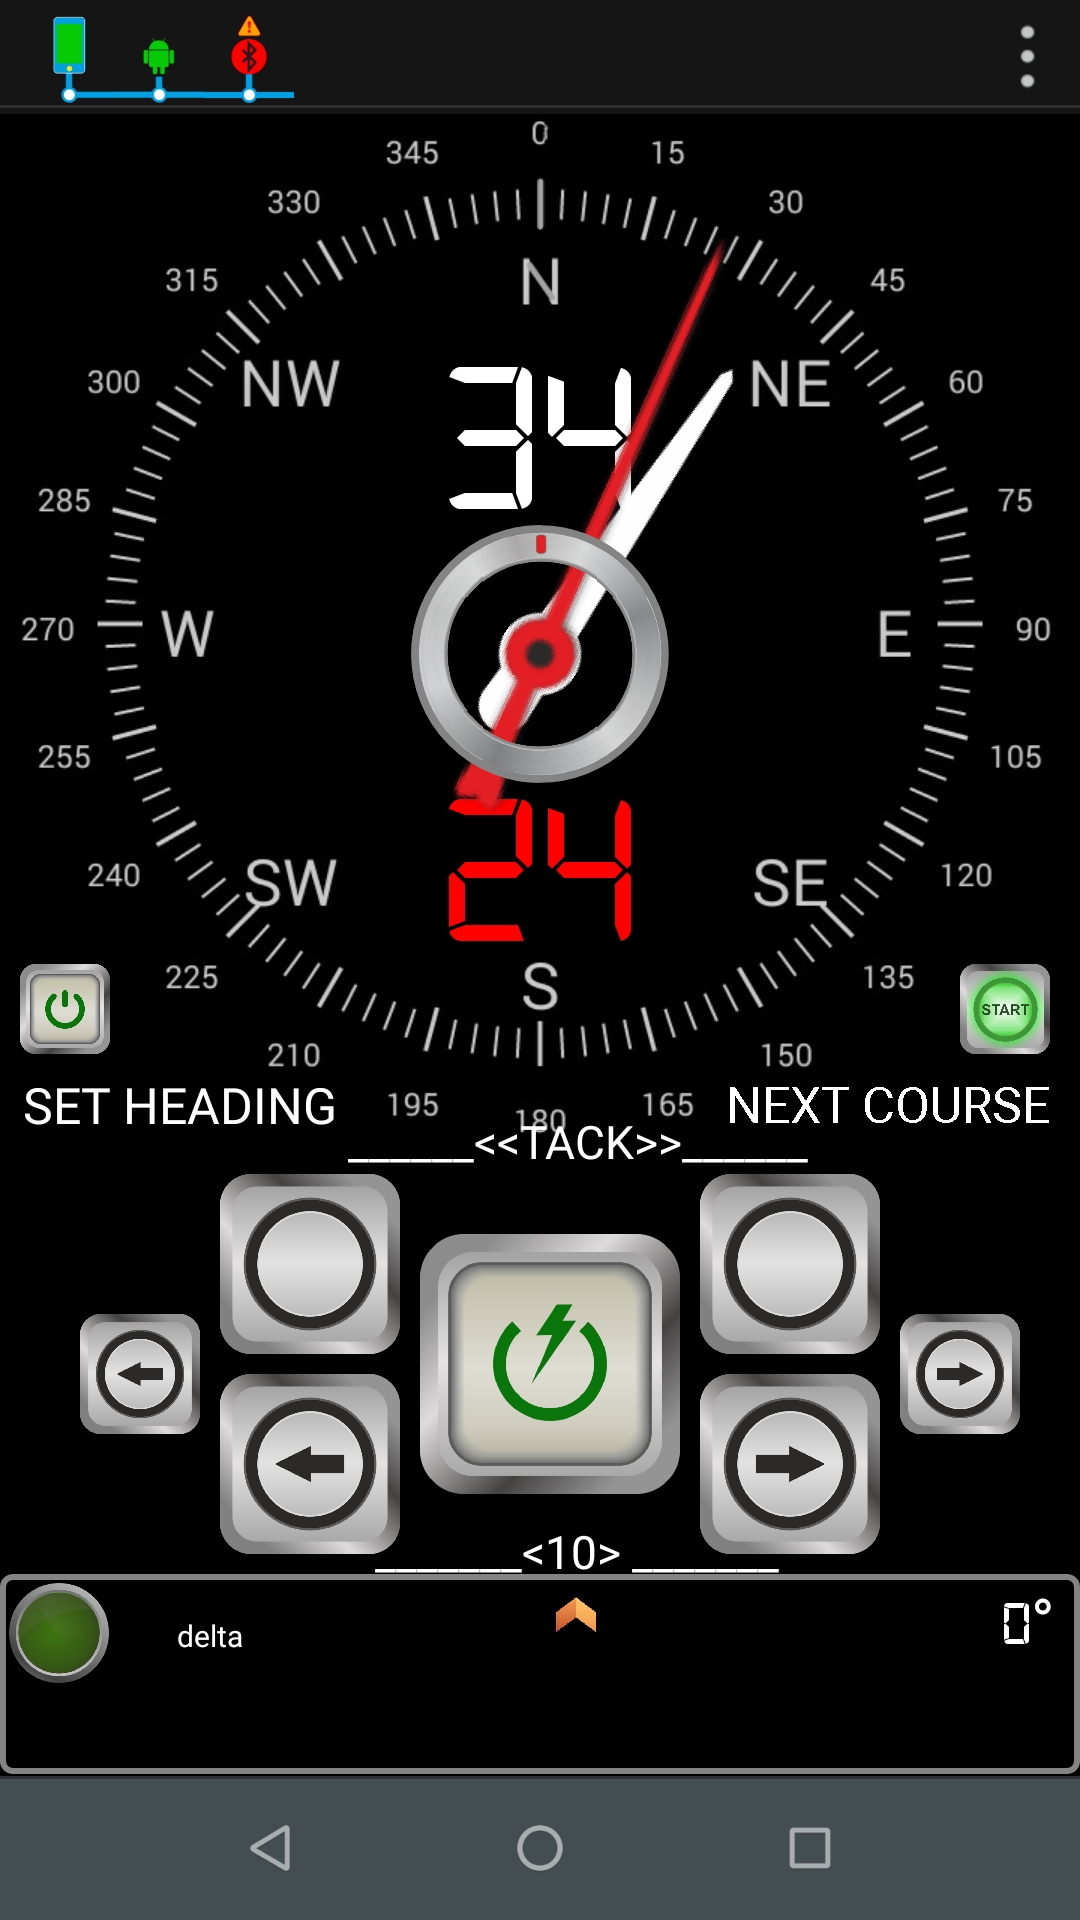 0
345 15
330 30
315 N 45
300 NW 34 NE 60
285 75
270 W E 90
255 105
240 SW 24 SE 120
225 S 135
START
210 150
SET HEADING 195 180 165 NEXT COURSE
______<<TACK>>______
_______<10>_______
delta 0°